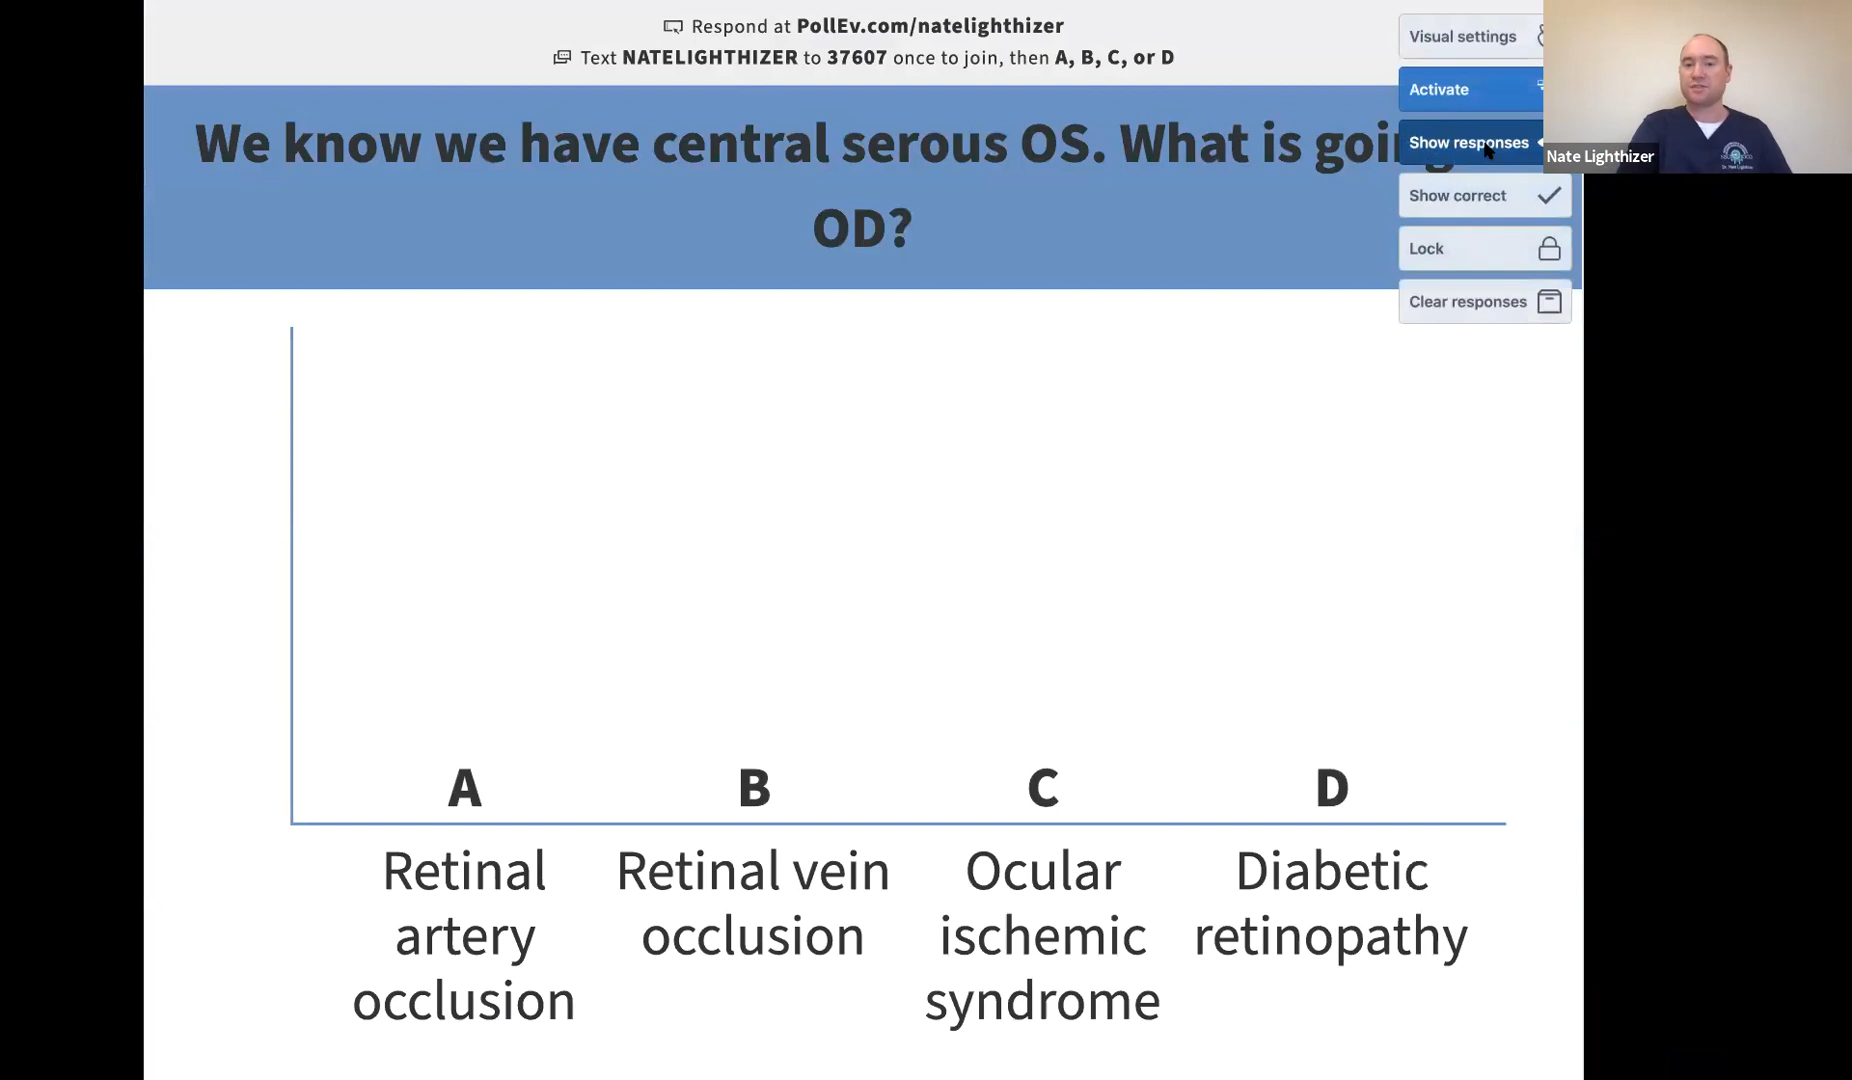 Respond at PollEv.com/natelighthizer
Text NATELIGHTHIZER to 37607 once to join, then A, B, C, or D
Visual settings
Activate
Show responses
Show correct
Lock
Clear responses
Nate Lighthizer
We know we have central serous OS. What is going
OD?
A
B
C
D
Retinal
artery
occlusion
Retinal vein
occlusion
Ocular
ischemic
syndrome
Diabetic
retinopathy